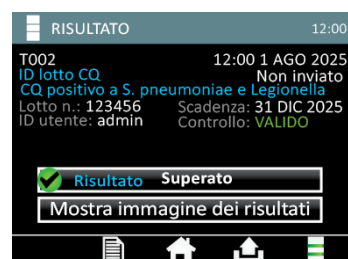 RISULTATO 12:00
T002 12:00 1 AGO 2025
ID lotto CQ Non inviato
CQ positivo a S. pneumoniae e Legionella
Lotto n.: 123456 Scadenza: 31 DIC 2025
ID utente: admin Controllo: VALIDO
Risultato Superato
Mostra immagine dei risultati